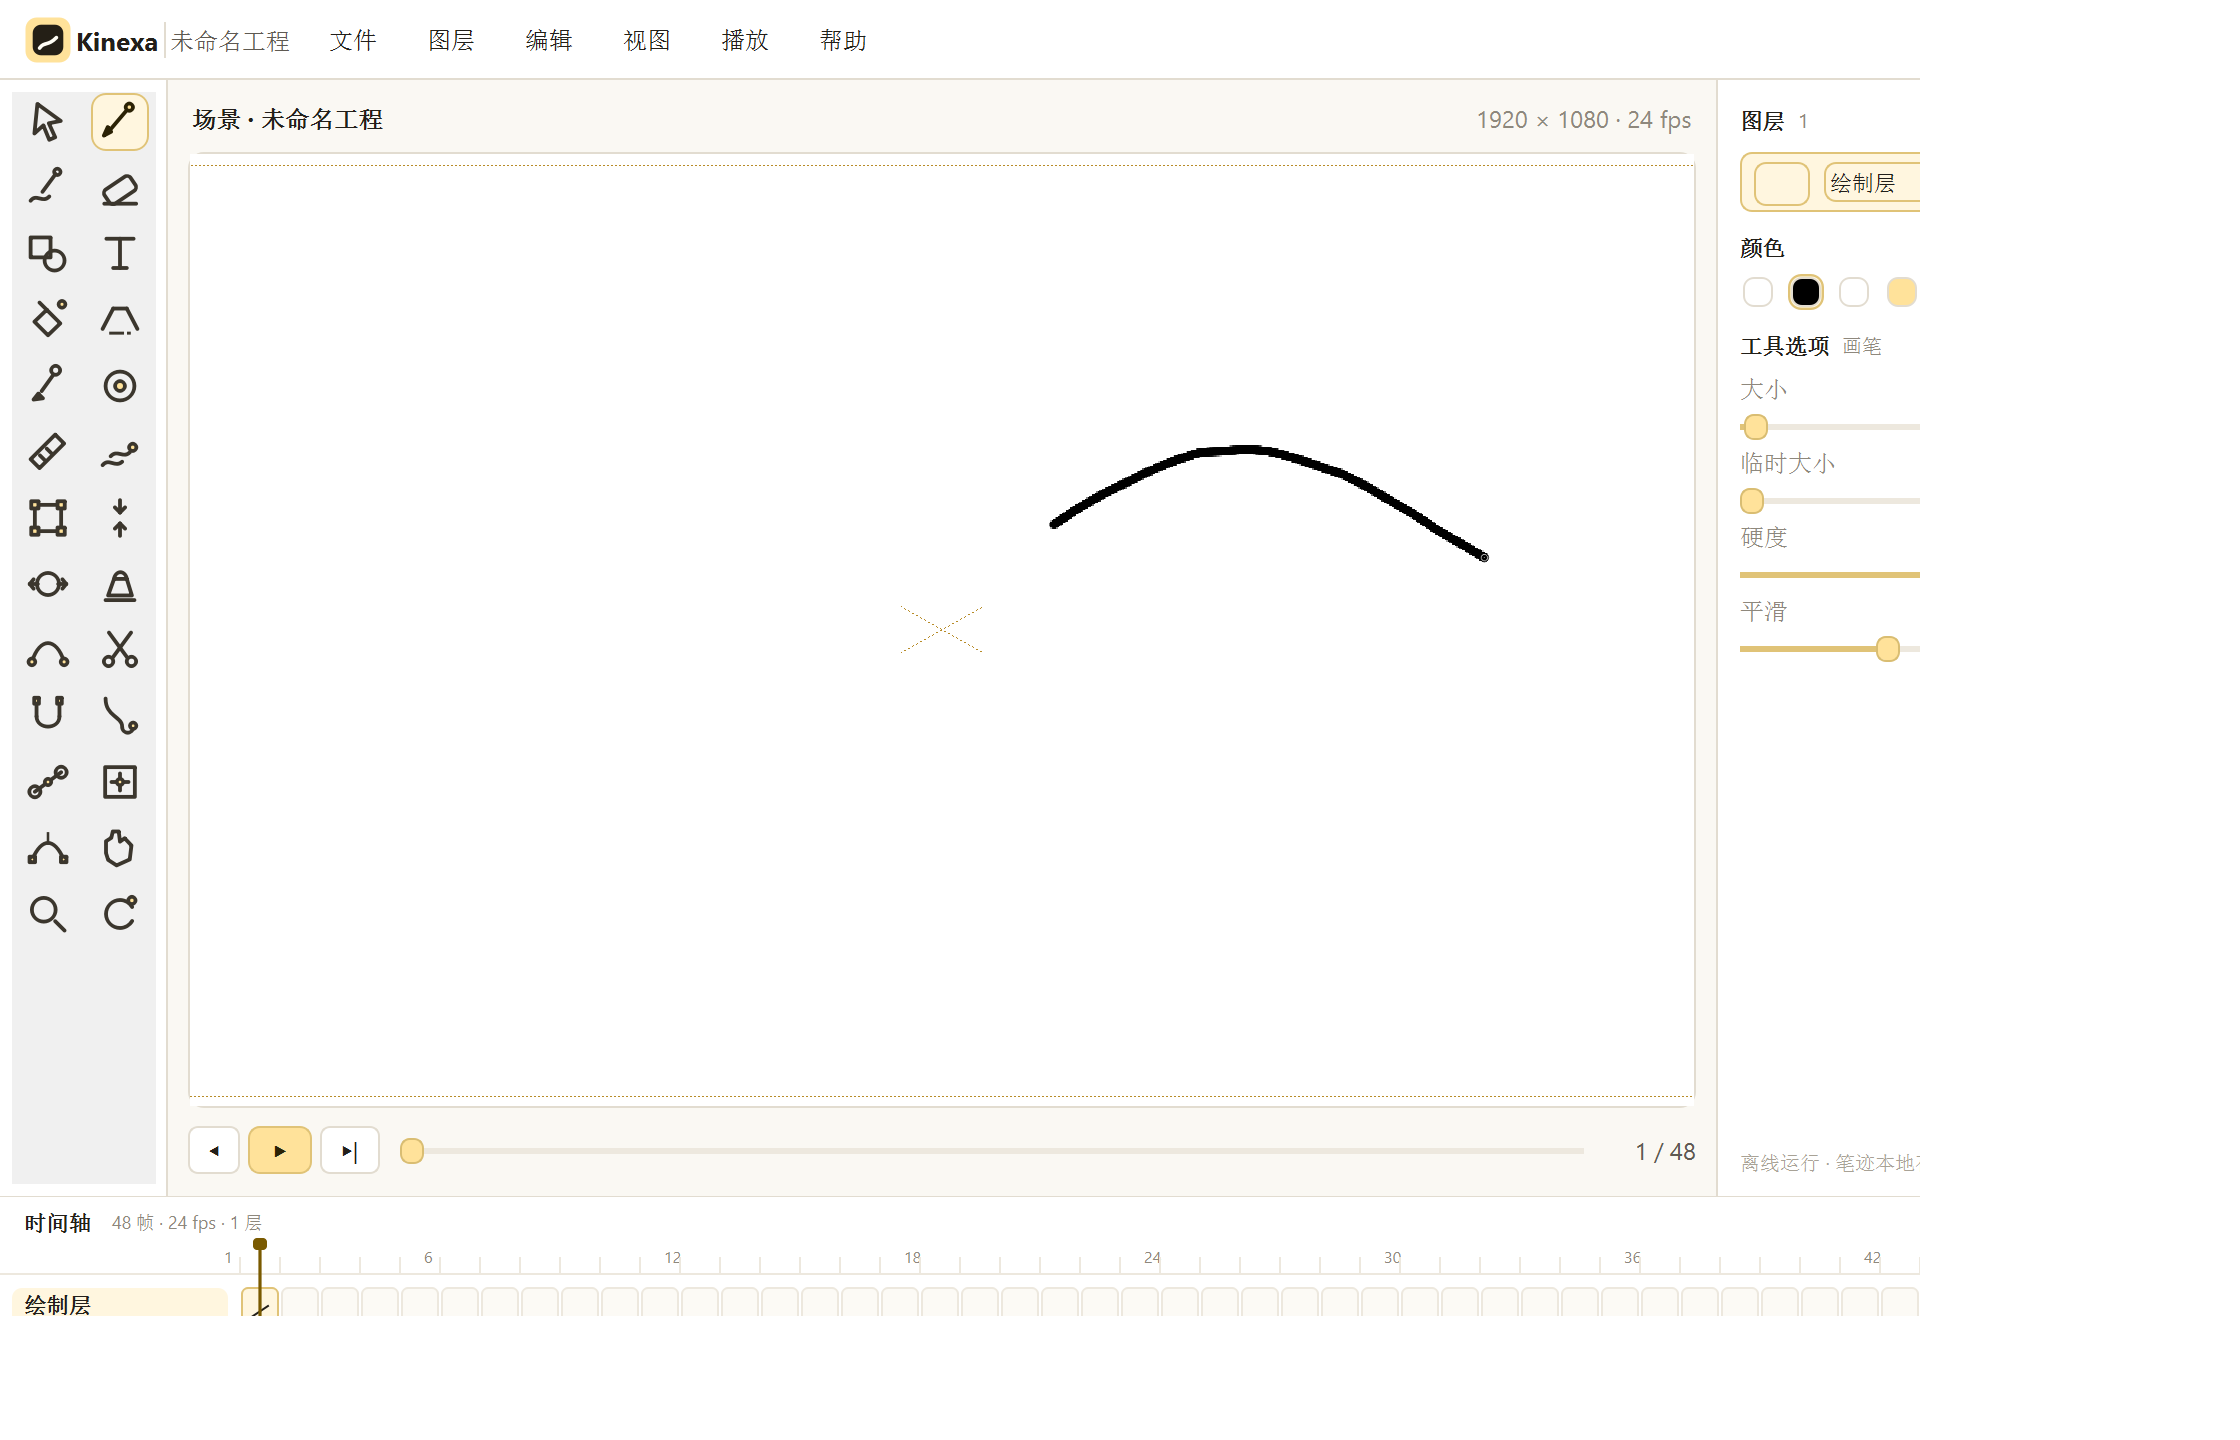 Kinexa 未命名工程 文件 图层 编辑 视图 播放 帮助
场景 · 未命名工程 1920 × 1080 · 24 fps
图层 1
绘制层
颜色
工具选项 画笔
大小
临时大小
硬度
平滑
1 / 48
离线运行 · 笔迹本地
时间轴 48 帧 · 24 fps · 1 层
1 6 12 18 24 30 36 42
绘制层